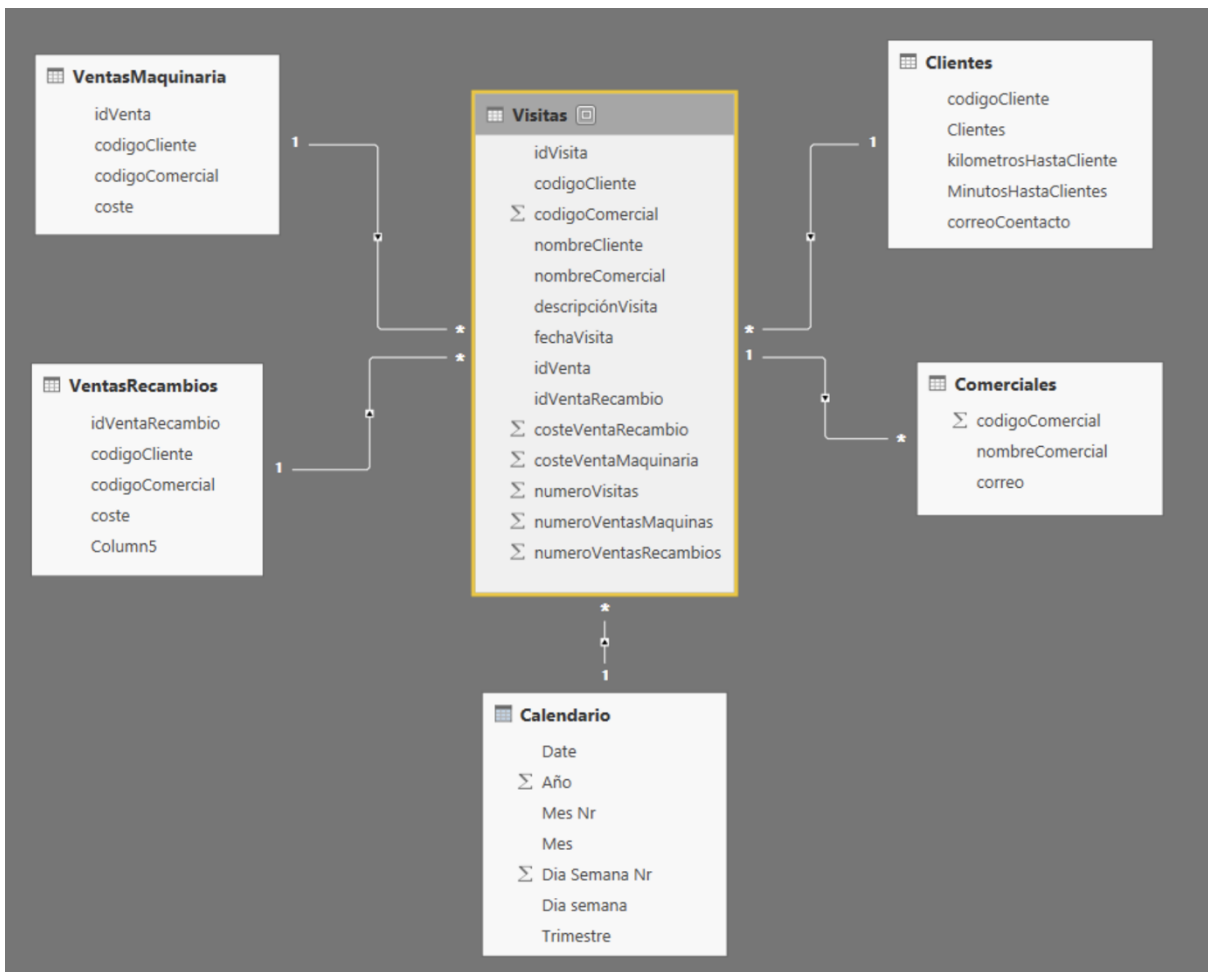 VentasMaquinaria
idVenta
codigoCliente
codigoComercial
coste
1
*
VentasRecambios
idVentaRecambio
codigoCliente
codigoComercial
coste
Column5
1
*
Visitas
idVisita
codigoCliente
Σ codigoComercial
nombreCliente
nombreComercial
descripciónVisita
fechaVisita
idVenta
idVentaRecambio
Σ costeVentaRecambio
Σ costeVentaMaquinaria
Σ numeroVisitas
Σ numeroVentasMaquinas
Σ numeroVentasRecambios
Clientes
codigoCliente
Clientes
kilometrosHastaCliente
MinutosHastaClientes
correoCoentacto
1
*
1
*
Comerciales
Σ codigoComercial
nombreComercial
correo
*
1
Calendario
Date
Σ Año
Mes Nr
Mes
Σ Dia Semana Nr
Dia semana
Trimestre